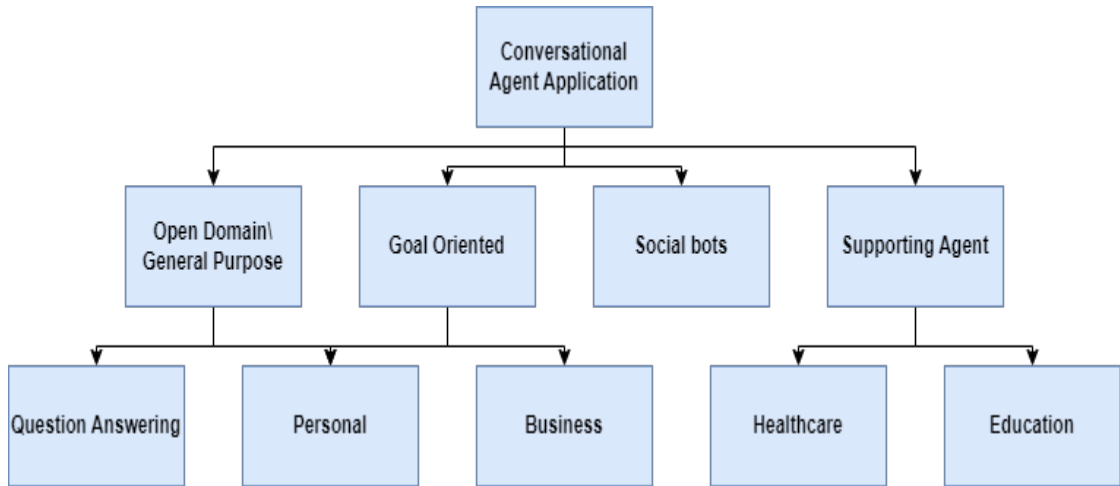 Conversational
Agent Application
Open Domain\
General Purpose
Goal Oriented
Social bots
Supporting Agent
Question Answering
Personal
Business
Healthcare
Education